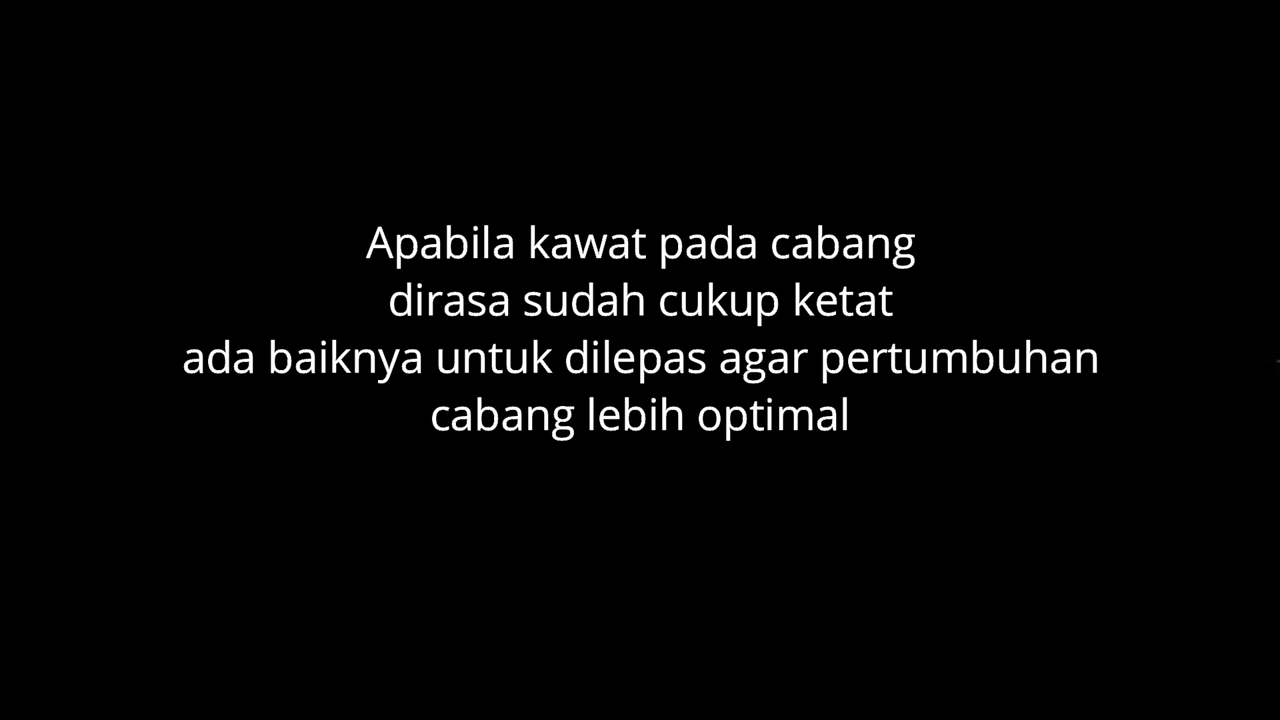 Apabila kawat pada cabang
dirasa sudah cukup ketat
ada baiknya untuk dilepas agar pertumbuhan
cabang lebih optimal